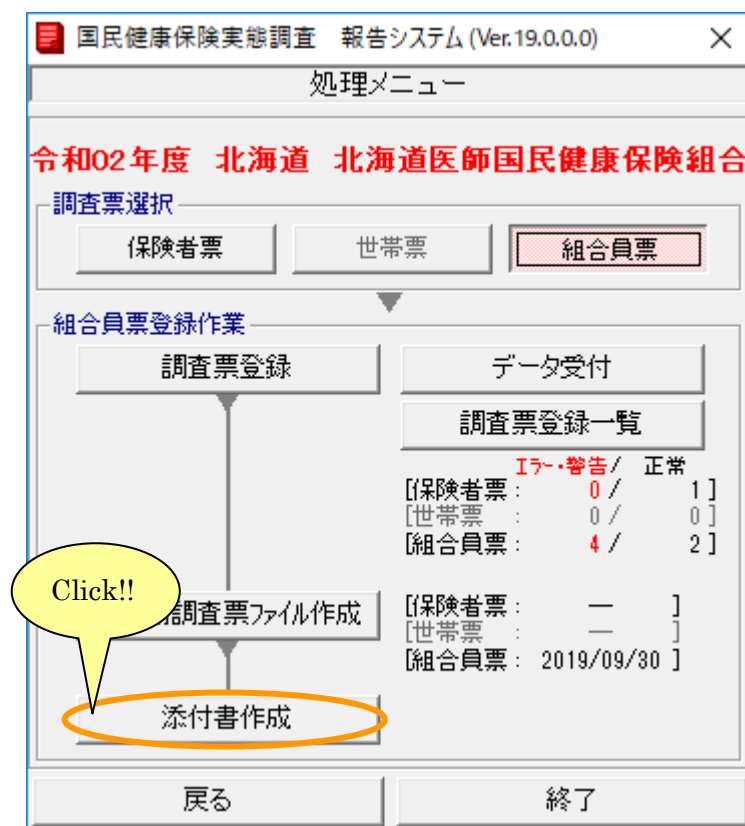 国民健康保険実態調査 報告システム (Ver.19.0.0.0)
処理メニュー
令和02年度 北海道 北海道医師国民健康保険組合
調査票選択
保険者票 世帯票 組合員票
組合員票登録作業
調査票登録 データ受付
調査票登録一覧
エラー・警告/ 正常
[保険者票: 0/ 1]
[世帯票 : 0/ 0]
[組合員票: 4/ 2]
Click!!
調査票ファイル作成
[保険者票: ― ]
[世帯票 : ― ]
[組合員票: 2019/09/30 ]
添付書作成
戻る 終了